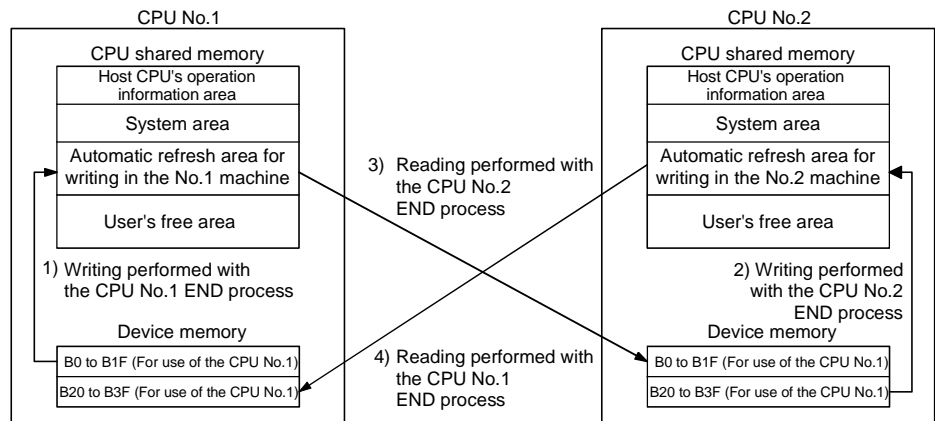 CPU No.1
CPU shared memory
Host CPU's operation
information area
System area
Automatic refresh area for
writing in the No.1 machine
User's free area
1) Writing performed with
the CPU No.1 END process
Device memory
B0 to B1F (For use of the CPU No.1)
B20 to B3F (For use of the CPU No.1)
3) Reading performed with
the CPU No.2
END process
4) Reading performed with
the CPU No.1
END process
CPU No.2
CPU shared memory
Host CPU's operation
information area
System area
Automatic refresh area for
writing in the No.2 machine
User's free area
2) Writing performed
with the CPU No.2
END process
Device memory
B0 to B1F (For use of the CPU No.1)
B20 to B3F (For use of the CPU No.1)